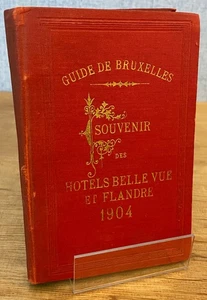 GUIDE DE BRUXELLES
SOUVENIR
DES
HOTELS BELLE VUE
ET FLANDRE
1904